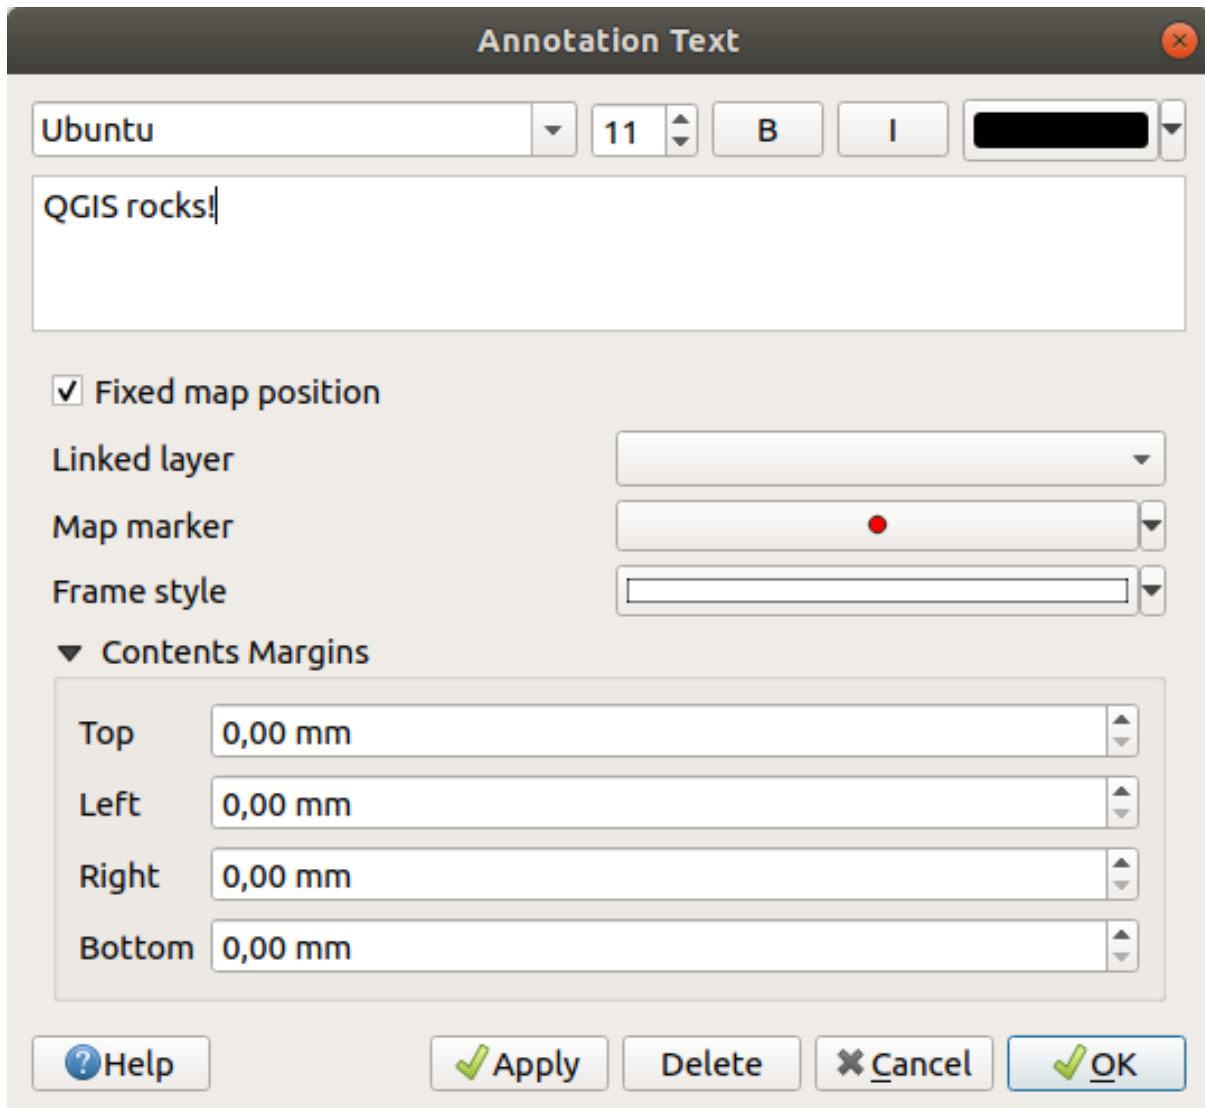 Annotation Text
Ubuntu 11 B I
QGIS rocks!
Fixed map position
Linked layer
Map marker
Frame style
Contents Margins
Top 0,00 mm
Left 0,00 mm
Right 0,00 mm
Bottom 0,00 mm
Help Apply Delete Cancel OK